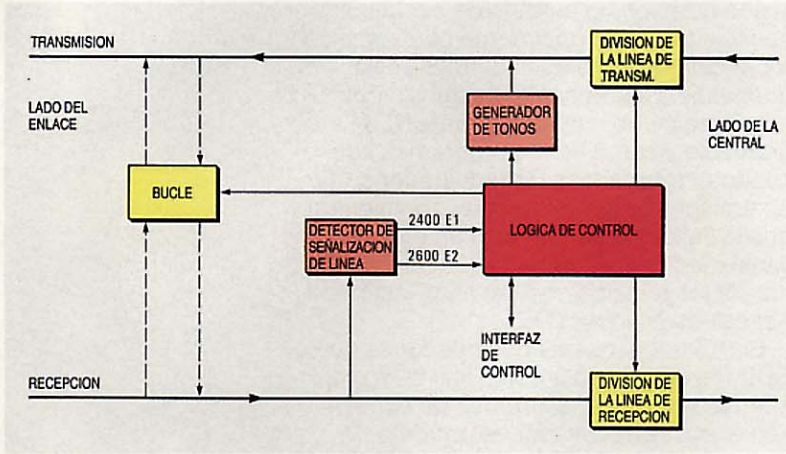 TRANSMISION
DIVISION DE
LA LINEA DE
TRANSM.
LADO DEL
ENLACE
GENERADOR
DE TONOS
LADO DE LA
CENTRAL
BUCLE
DETECTOR DE
SEÑALIZACION
DE LINEA
2400 E1
2600 E2
LOGICA DE CONTROL
INTERFAZ
DE
CONTROL
RECEPCION
DIVISION DE
LA LINEA DE
RECEPCION